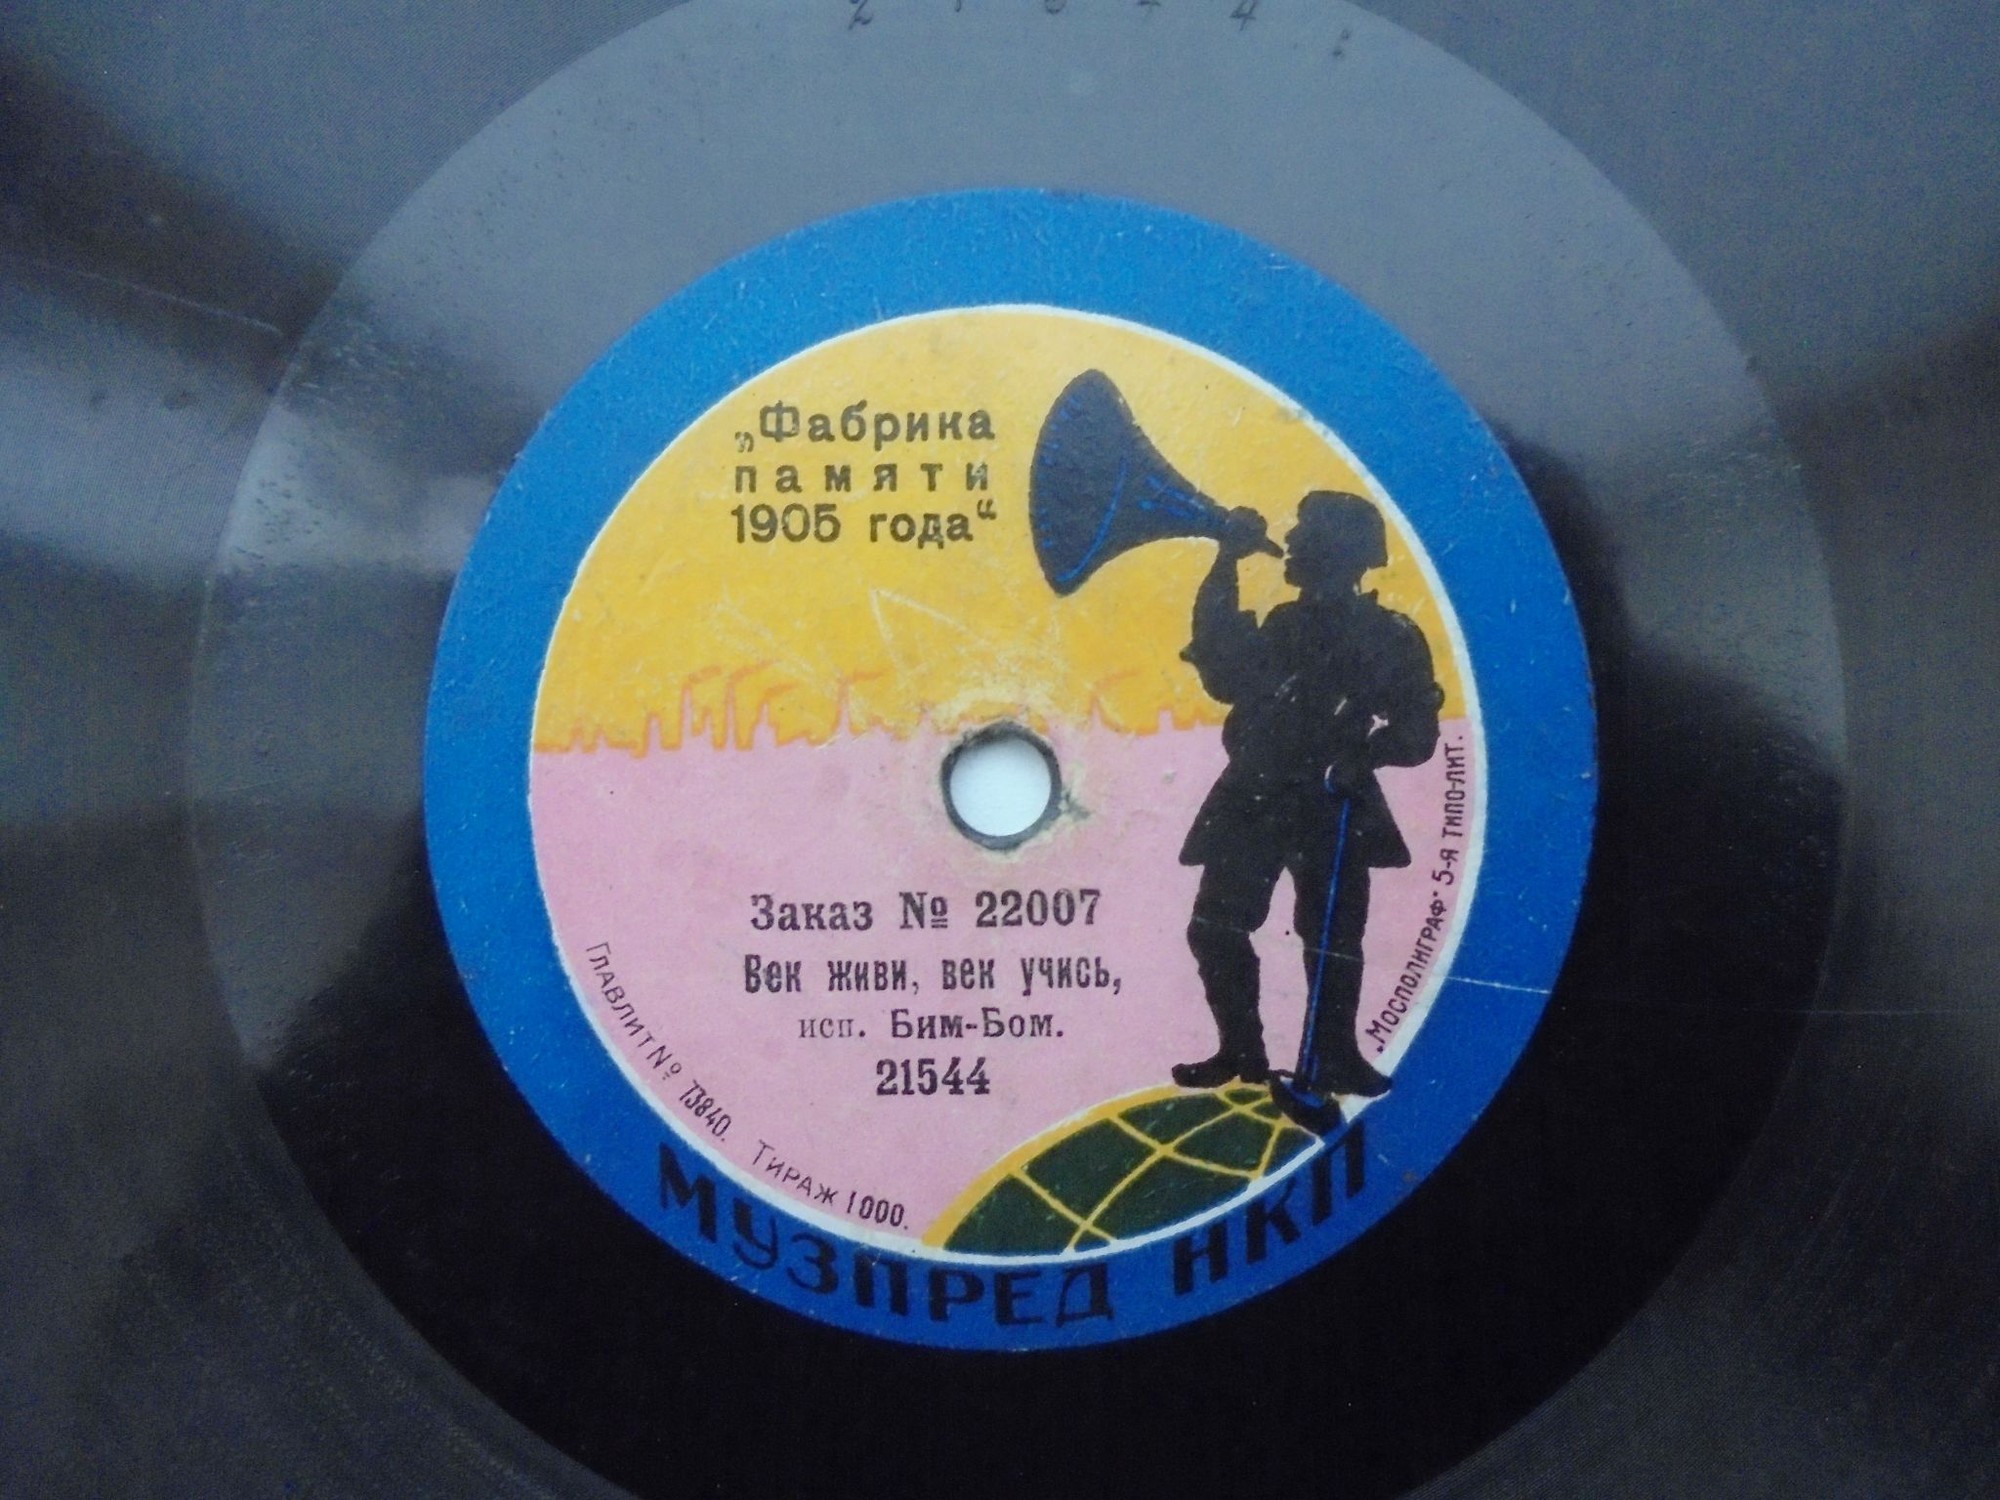 „Фабрика
памяти
1905 года“
Заказ № 22007
Век живи, век учись,
исп. Бим-Бом.
21544
Главлит № 73840. Тираж 1000.
„Мосполиграф“ 5-я типо-лит.
МУЗПРЕД НКП